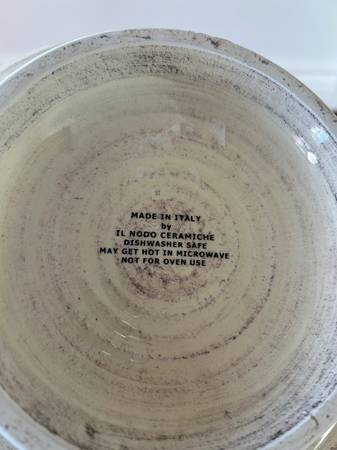 MADE IN ITALY
by
IL NODO CERAMICHE
DISHWASHER SAFE
MAY GET HOT IN MICROWAVE
NOT FOR OVEN USE